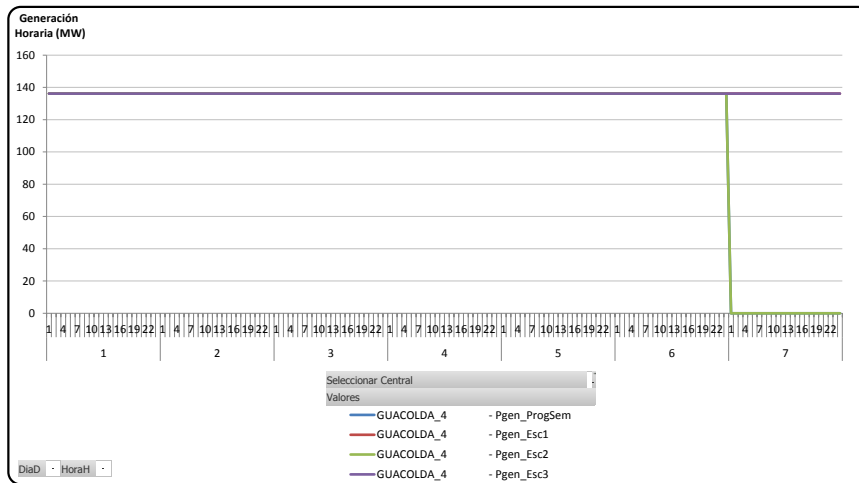 Generación
Horaria (MW)
160
140
120
100
80
60
40
20
0
1 4 7 10 13 16 19 22 1 4 7 10 13 16 19 22 1 4 7 10 13 16 19 22 1 4 7 10 13 16 19 22 1 4 7 10 13 16 19 22 1 4 7 10 13 16 19 22 1 4 7 10 13 16 19 22
1 2 3 4 5 6 7
Seleccionar Central
Valores
GUACOLDA_4 - Pgen_ProgSem
GUACOLDA_4 - Pgen_Esc1
GUACOLDA_4 - Pgen_Esc2
GUACOLDA_4 - Pgen_Esc3
DiaD HoraH